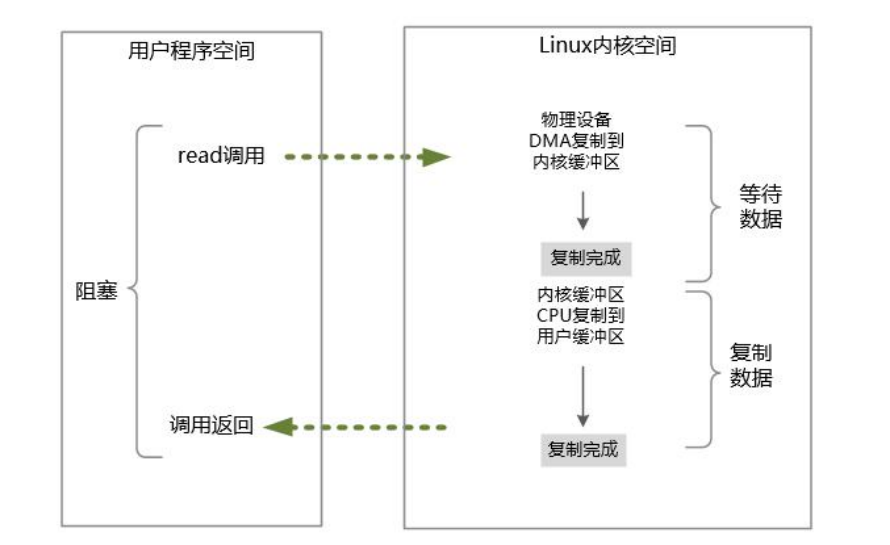 用户程序空间
Linux内核空间
read调用
物理设备
DMA复制到
内核缓冲区
等待
数据
复制完成
阻塞
内核缓冲区
CPU复制到
用户缓冲区
复制
数据
调用返回
复制完成